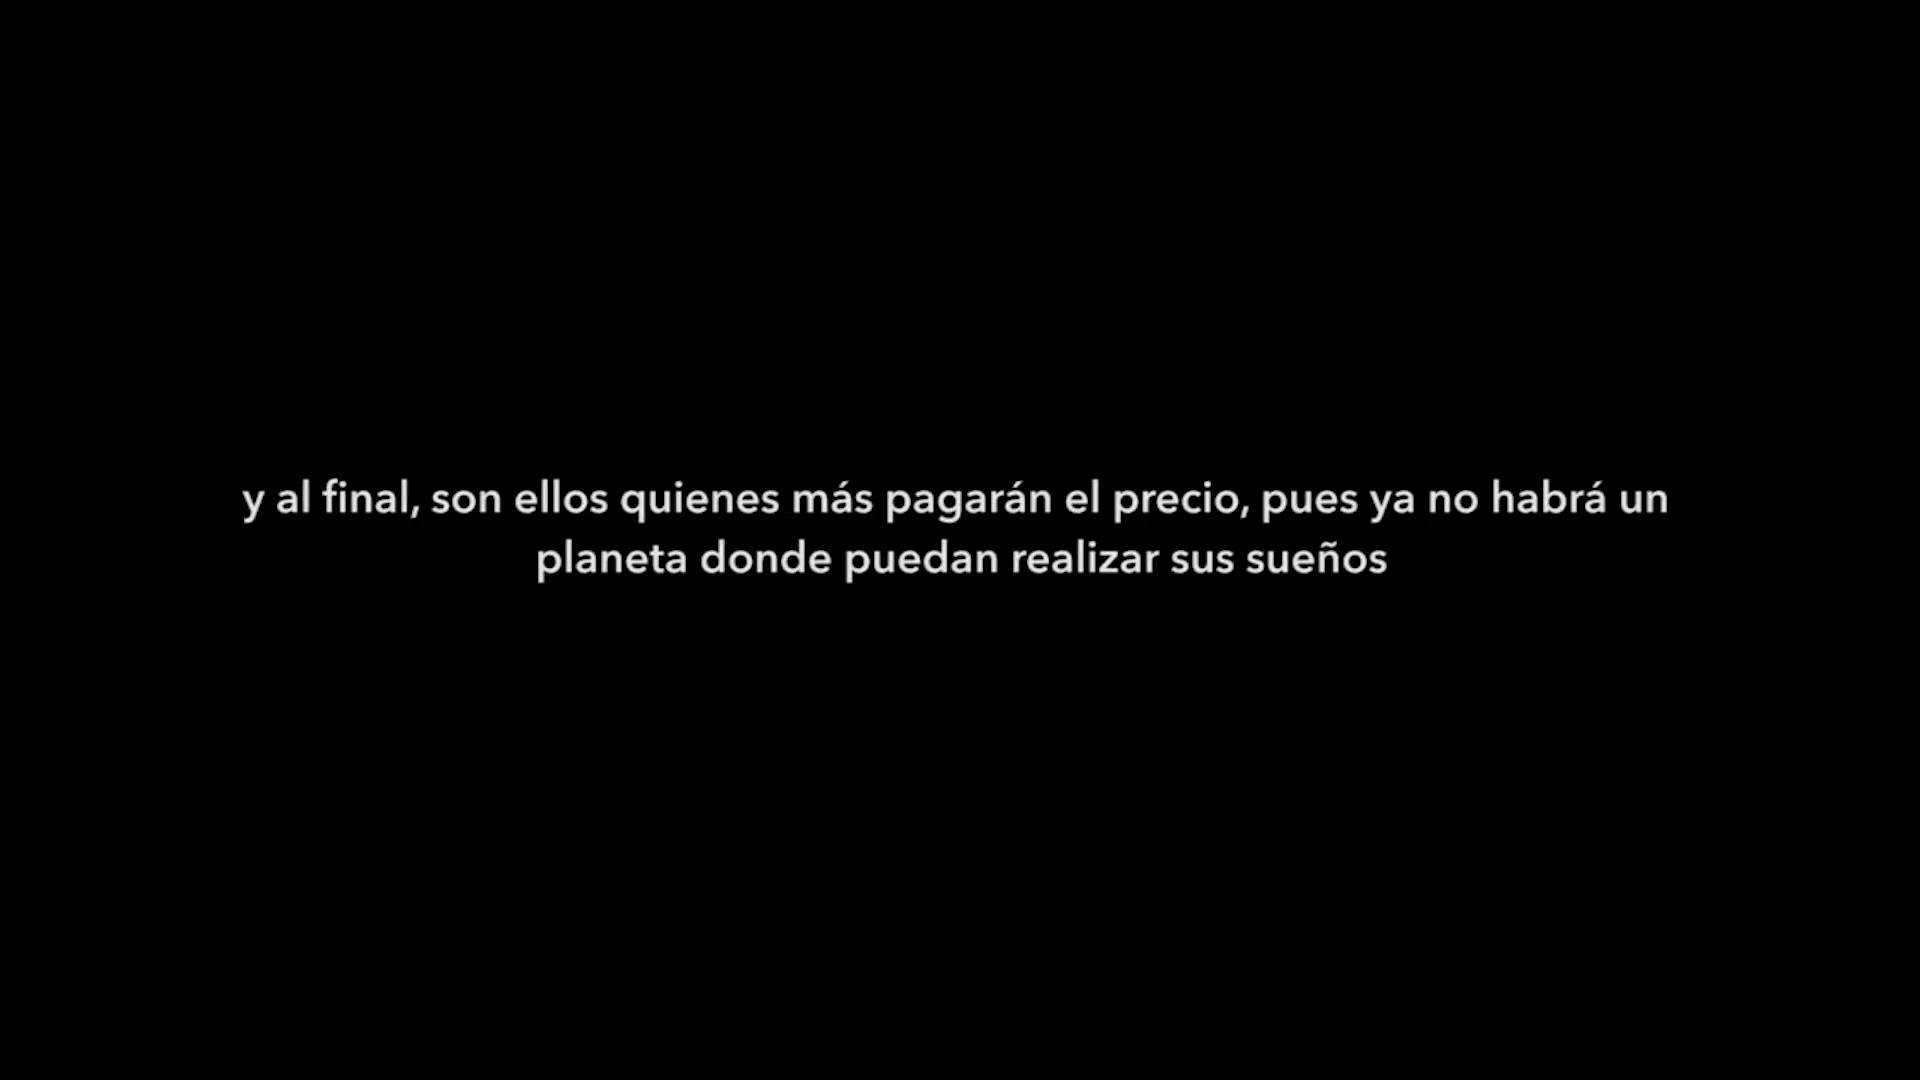 y al final, son ellos quienes más pagarán el precio, pues ya no habrá un
planeta donde puedan realizar sus sueños